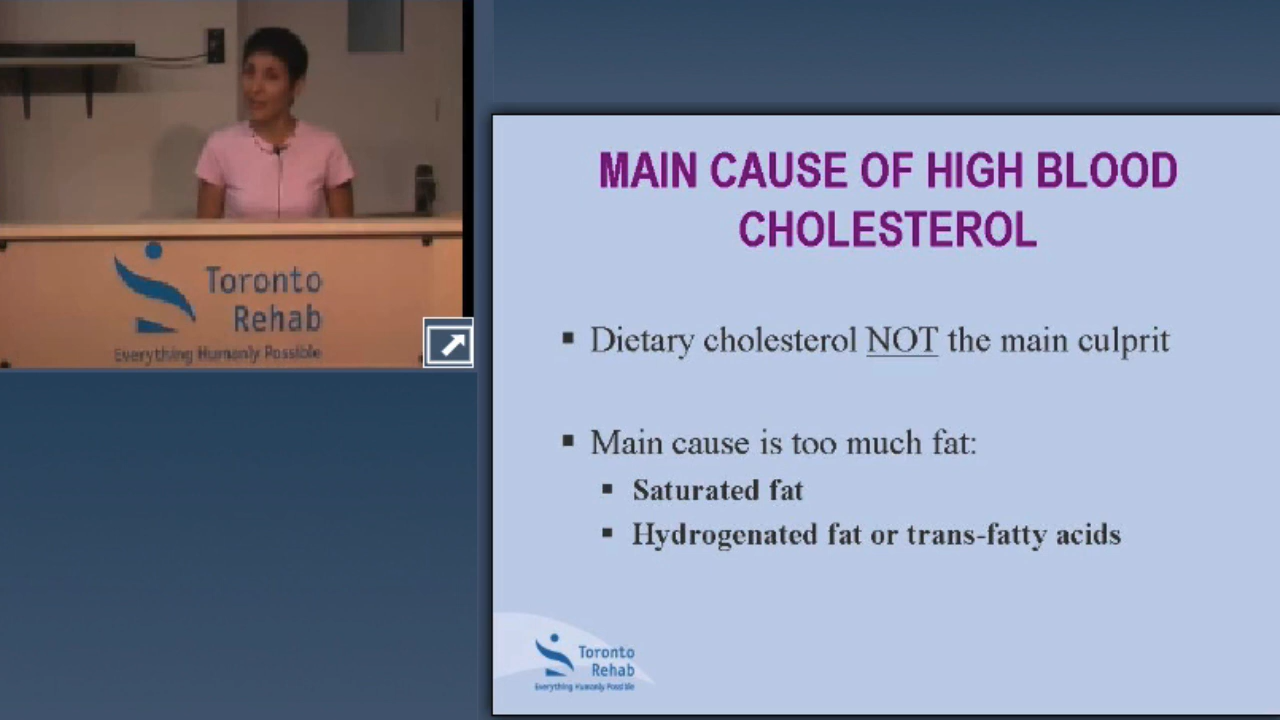 Toronto
Rehab
Everything Humanly Possible
MAIN CAUSE OF HIGH BLOOD
CHOLESTEROL
▪ Dietary cholesterol NOT the main culprit
▪ Main cause is too much fat:
▪ Saturated fat
▪ Hydrogenated fat or trans-fatty acids
Toronto
Rehab
Everything Humanly Possible